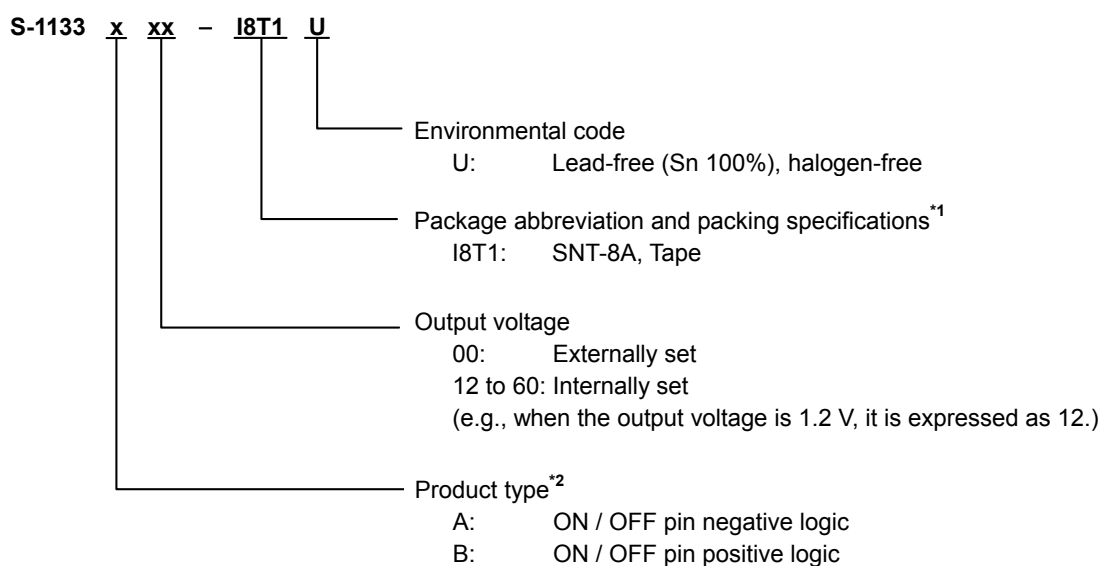 S-1133 x xx – I8T1 U
Environmental code
U: Lead-free (Sn 100%), halogen-free
Package abbreviation and packing specifications*1
I8T1: SNT-8A, Tape
Output voltage
00: Externally set
12 to 60: Internally set
(e.g., when the output voltage is 1.2 V, it is expressed as 12.)
Product type*2
A: ON / OFF pin negative logic
B: ON / OFF pin positive logic